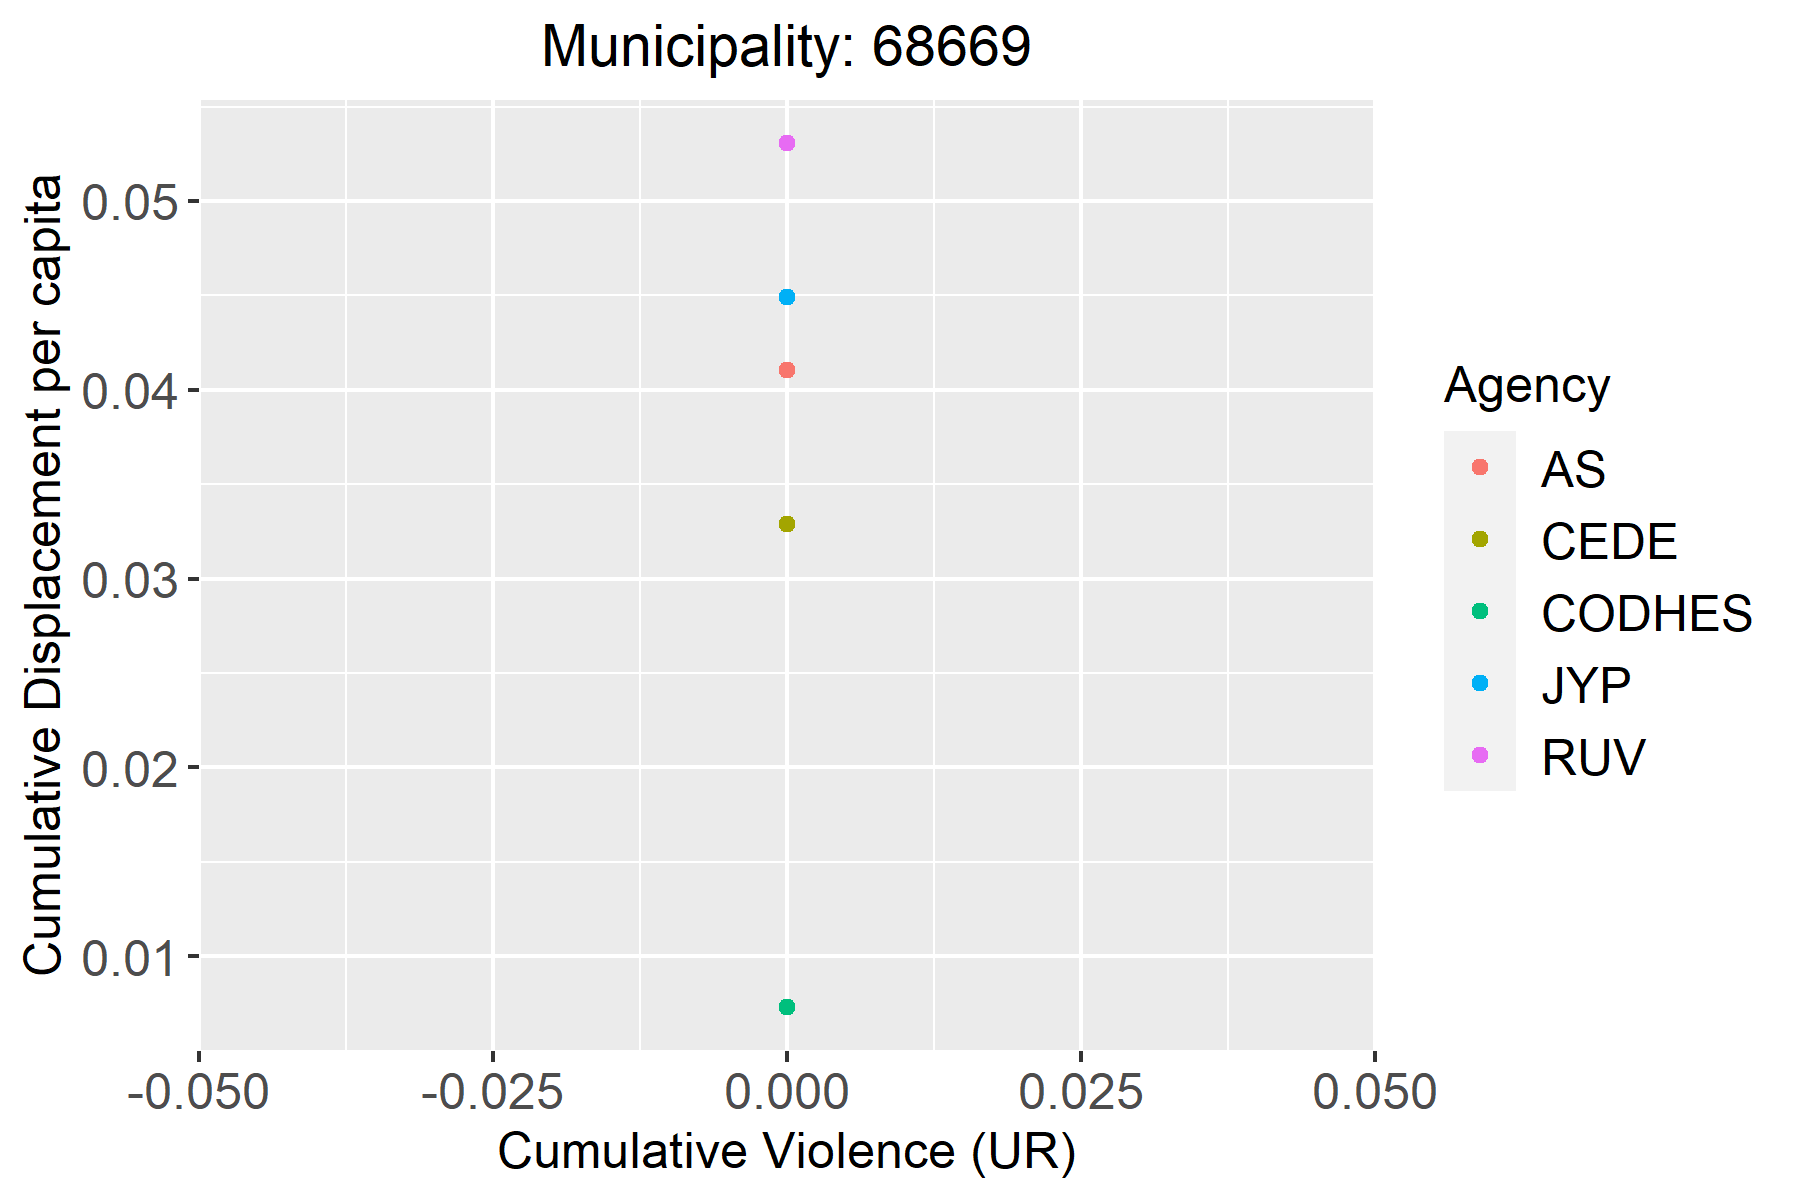 Municipality: 68669
Cumulative Displacement per capita
0.05
0.04
0.03
0.02
0.01
-0.050 -0.025 0.000 0.025 0.050
Cumulative Violence (UR)
Agency
AS
CEDE
CODHES
JYP
RUV